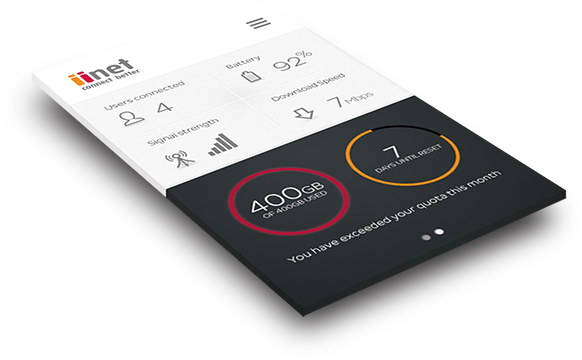 iinet
connect better
Users connected
4
Battery
92%
Signal strength
Download Speed
7 Mbps
400GB
OF 400GB USED
7
DAYS UNTIL RESET
You have exceeded your quota this month